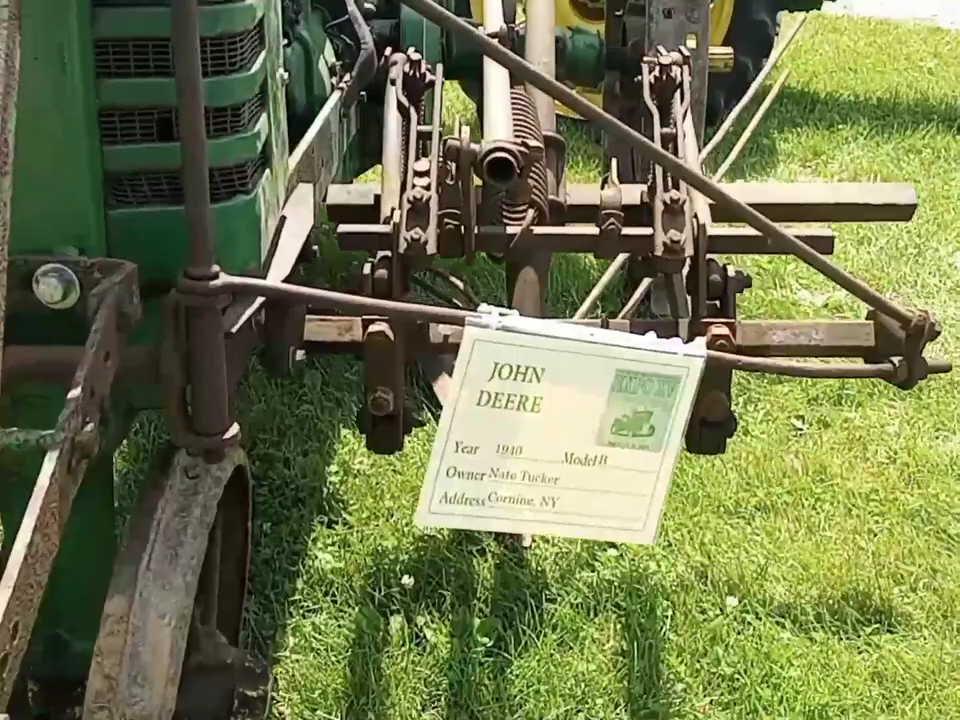 JOHN
DEERE
Year 1940 Model B
Owner Nate Tucker
Address Corning, NY